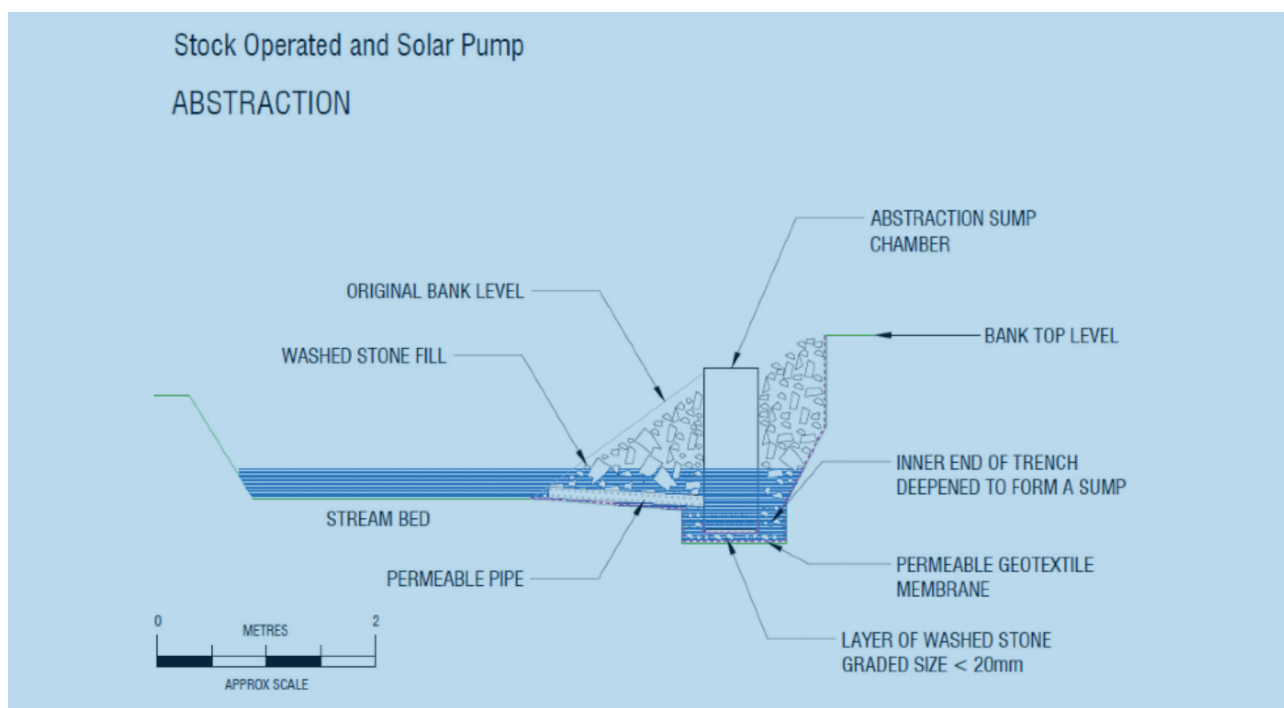 Stock Operated and Solar Pump
ABSTRACTION
ABSTRACTION SUMP
CHAMBER
ORIGINAL BANK LEVEL
BANK TOP LEVEL
WASHED STONE FILL
INNER END OF TRENCH
DEEPENED TO FORM A SUMP
STREAM BED
PERMEABLE PIPE
PERMEABLE GEOTEXTILE
MEMBRANE
LAYER OF WASHED STONE
GRADED SIZE < 20mm
0 2
METRES
APPROX SCALE